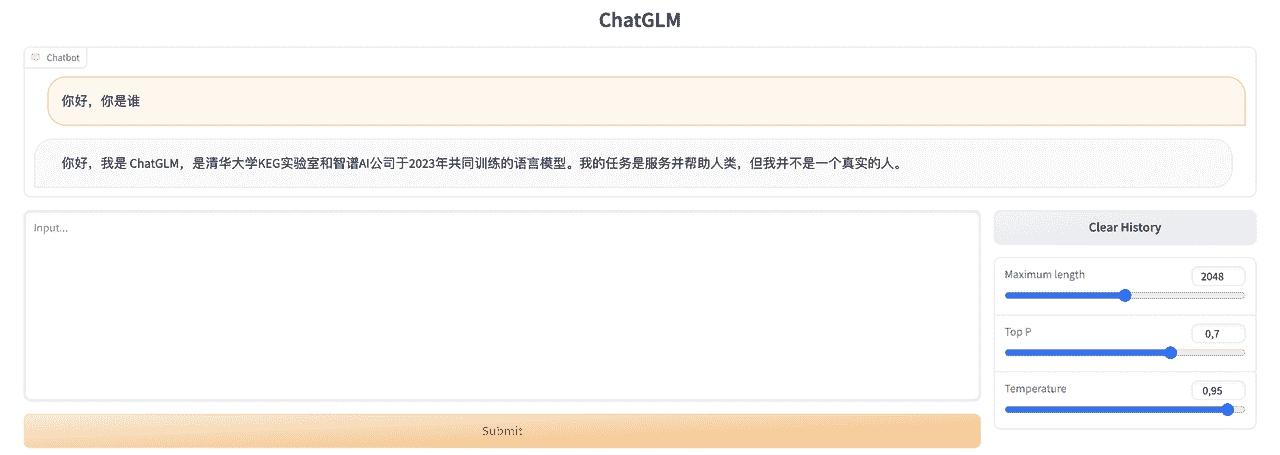 ChatGLM
Chatbot
你好，你是谁
你好，我是 ChatGLM，是清华大学KEG实验室和智谱AI公司于2023年共同训练的语言模型。我的任务是服务并帮助人类，但我并不是一个真实的人。
Input...
Clear History
Maximum length
2048
Top P
0,7
Temperature
0,95
Submit